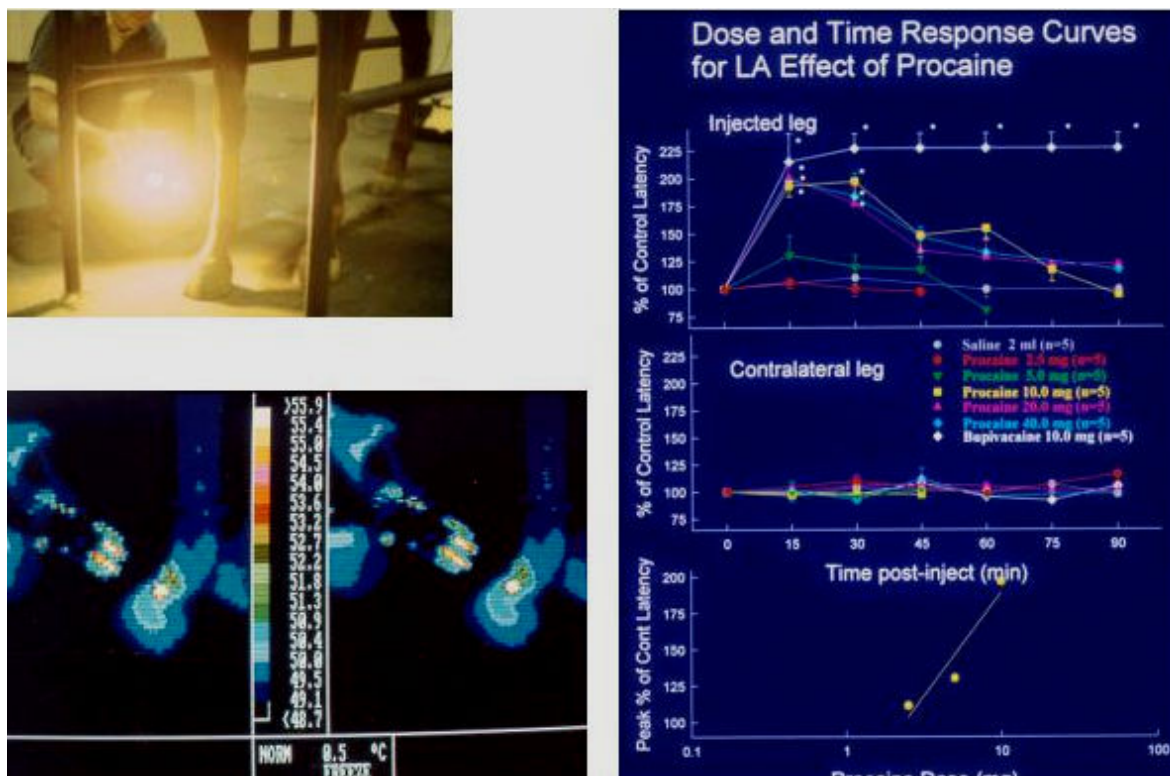 >55.9
55.4
55.0
54.5
54.0
53.6
53.2
52.7
52.2
51.8
51.3
50.9
50.4
50.0
49.5
49.1
<48.7
NORM 0.5 °C
FREEZE
Dose and Time Response Curves
for LA Effect of Procaine
Injected leg
% of Control Latency
225
200
175
150
125
100
75
Saline 2 ml (n=5)
Procaine 2.5 mg (n=5)
Procaine 5.0 mg (n=5)
Procaine 10.0 mg (n=5)
Procaine 20.0 mg (n=5)
Procaine 40.0 mg (n=5)
Bupivacaine 10.0 mg (n=5)
Contralateral leg
% of Control Latency
225
200
175
150
125
100
75
0 15 30 45 60 75 90
Time post-inject (min)
Peak % of Cont Latency
200
175
150
125
100
0.1 1 10 100
Procaine Dose (mg)